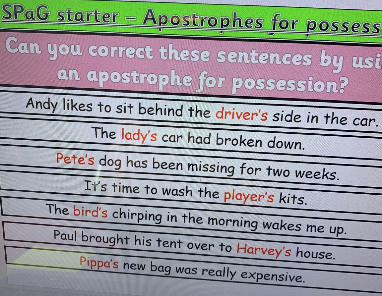 SPaG starter – Apostrophes for possess
Can you correct these sentences by usi
an apostrophe for possession?
Andy likes to sit behind the driver's side in the car.
The lady's car had broken down.
Pete's dog has been missing for two weeks.
It's time to wash the player's kits.
The bird's chirping in the morning wakes me up.
Paul brought his tent over to Harvey's house.
Pippa's new bag was really expensive.